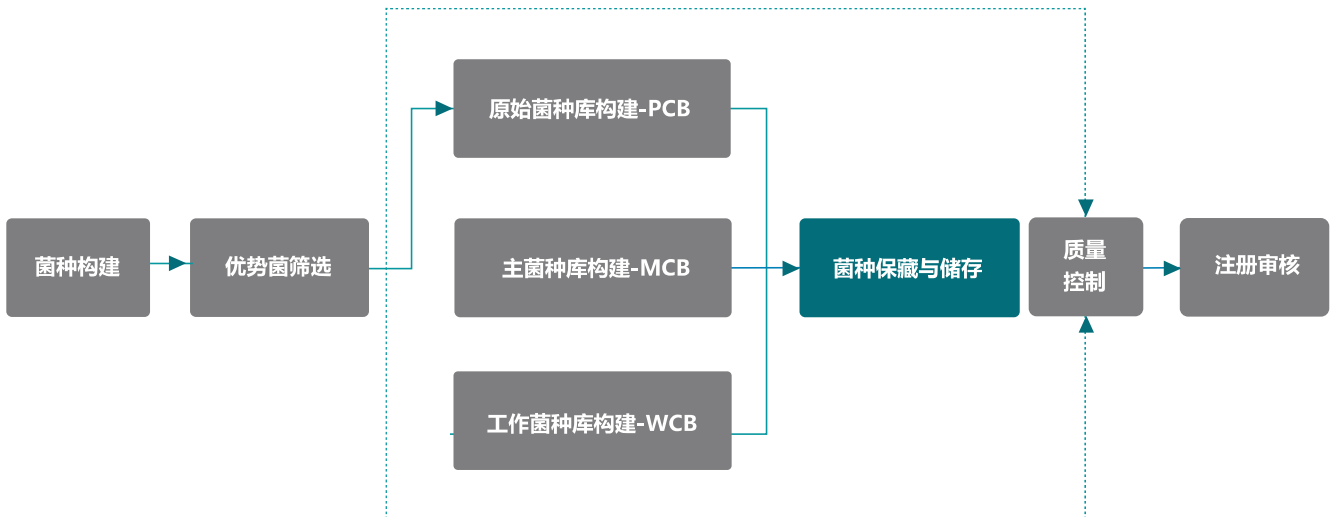 菌种构建
优势菌筛选
原始菌种库构建-PCB
主菌种库构建-MCB
工作菌种库构建-WCB
菌种保藏与储存
质量
控制
注册审核